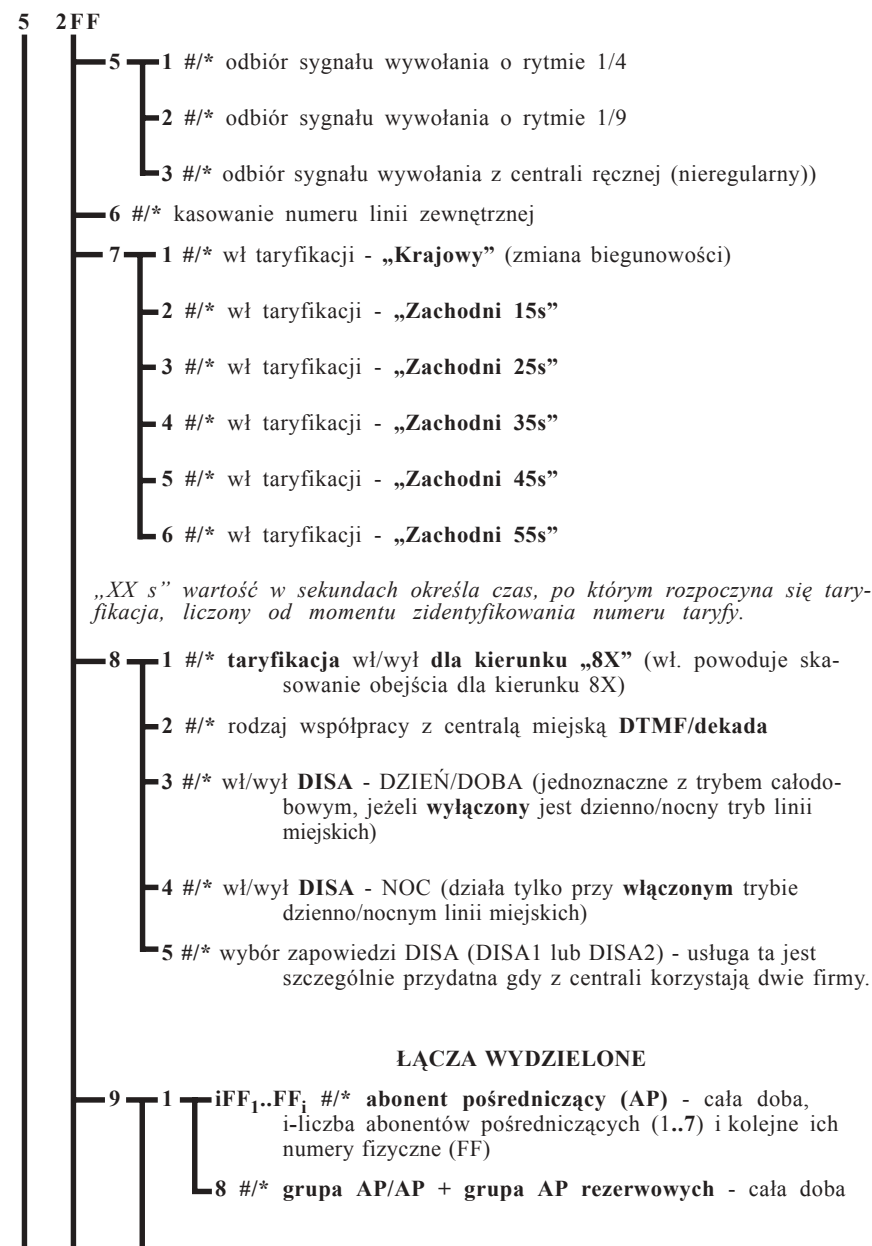 5 2FF
5 1 #/* odbiór sygnału wywołania o rytmie 1/4
2 #/* odbiór sygnału wywołania o rytmie 1/9
3 #/* odbiór sygnału wywołania z centrali ręcznej (nieregularny))
6 #/* kasowanie numeru linii zewnętrznej
7 1 #/* wł taryfikacji - „Krajowy” (zmiana biegunowości)
2 #/* wł taryfikacji - „Zachodni 15s”
3 #/* wł taryfikacji - „Zachodni 25s”
4 #/* wł taryfikacji - „Zachodni 35s”
5 #/* wł taryfikacji - „Zachodni 45s”
6 #/* wł taryfikacji - „Zachodni 55s”
„XX s” wartość w sekundach określa czas, po którym rozpoczyna się tary-
fikacja, liczony od momentu zidentyfikowania numeru taryfy.
8 1 #/* taryfikacja wł/wył dla kierunku „8X” (wł. powoduje ska-
sowanie obejścia dla kierunku 8X)
2 #/* rodzaj współpracy z centralą miejską DTMF/dekada
3 #/* wł/wył DISA - DZIEŃ/DOBA (jednoznaczne z trybem całodo-
bowym, jeżeli wyłączony jest dzienno/nocny tryb linii
miejskich)
4 #/* wł/wył DISA - NOC (działa tylko przy włączonym trybie
dzienno/nocnym linii miejskich)
5 #/* wybór zapowiedzi DISA (DISA1 lub DISA2) - usługa ta jest
szczególnie przydatna gdy z centrali korzystają dwie firmy.
ŁĄCZA WYDZIELONE
9 1 iFF1..FFi #/* abonent pośredniczący (AP) - cała doba,
i-liczba abonentów pośredniczących (1..7) i kolejne ich
numery fizyczne (FF)
8 #/* grupa AP/AP + grupa AP rezerwowych - cała doba